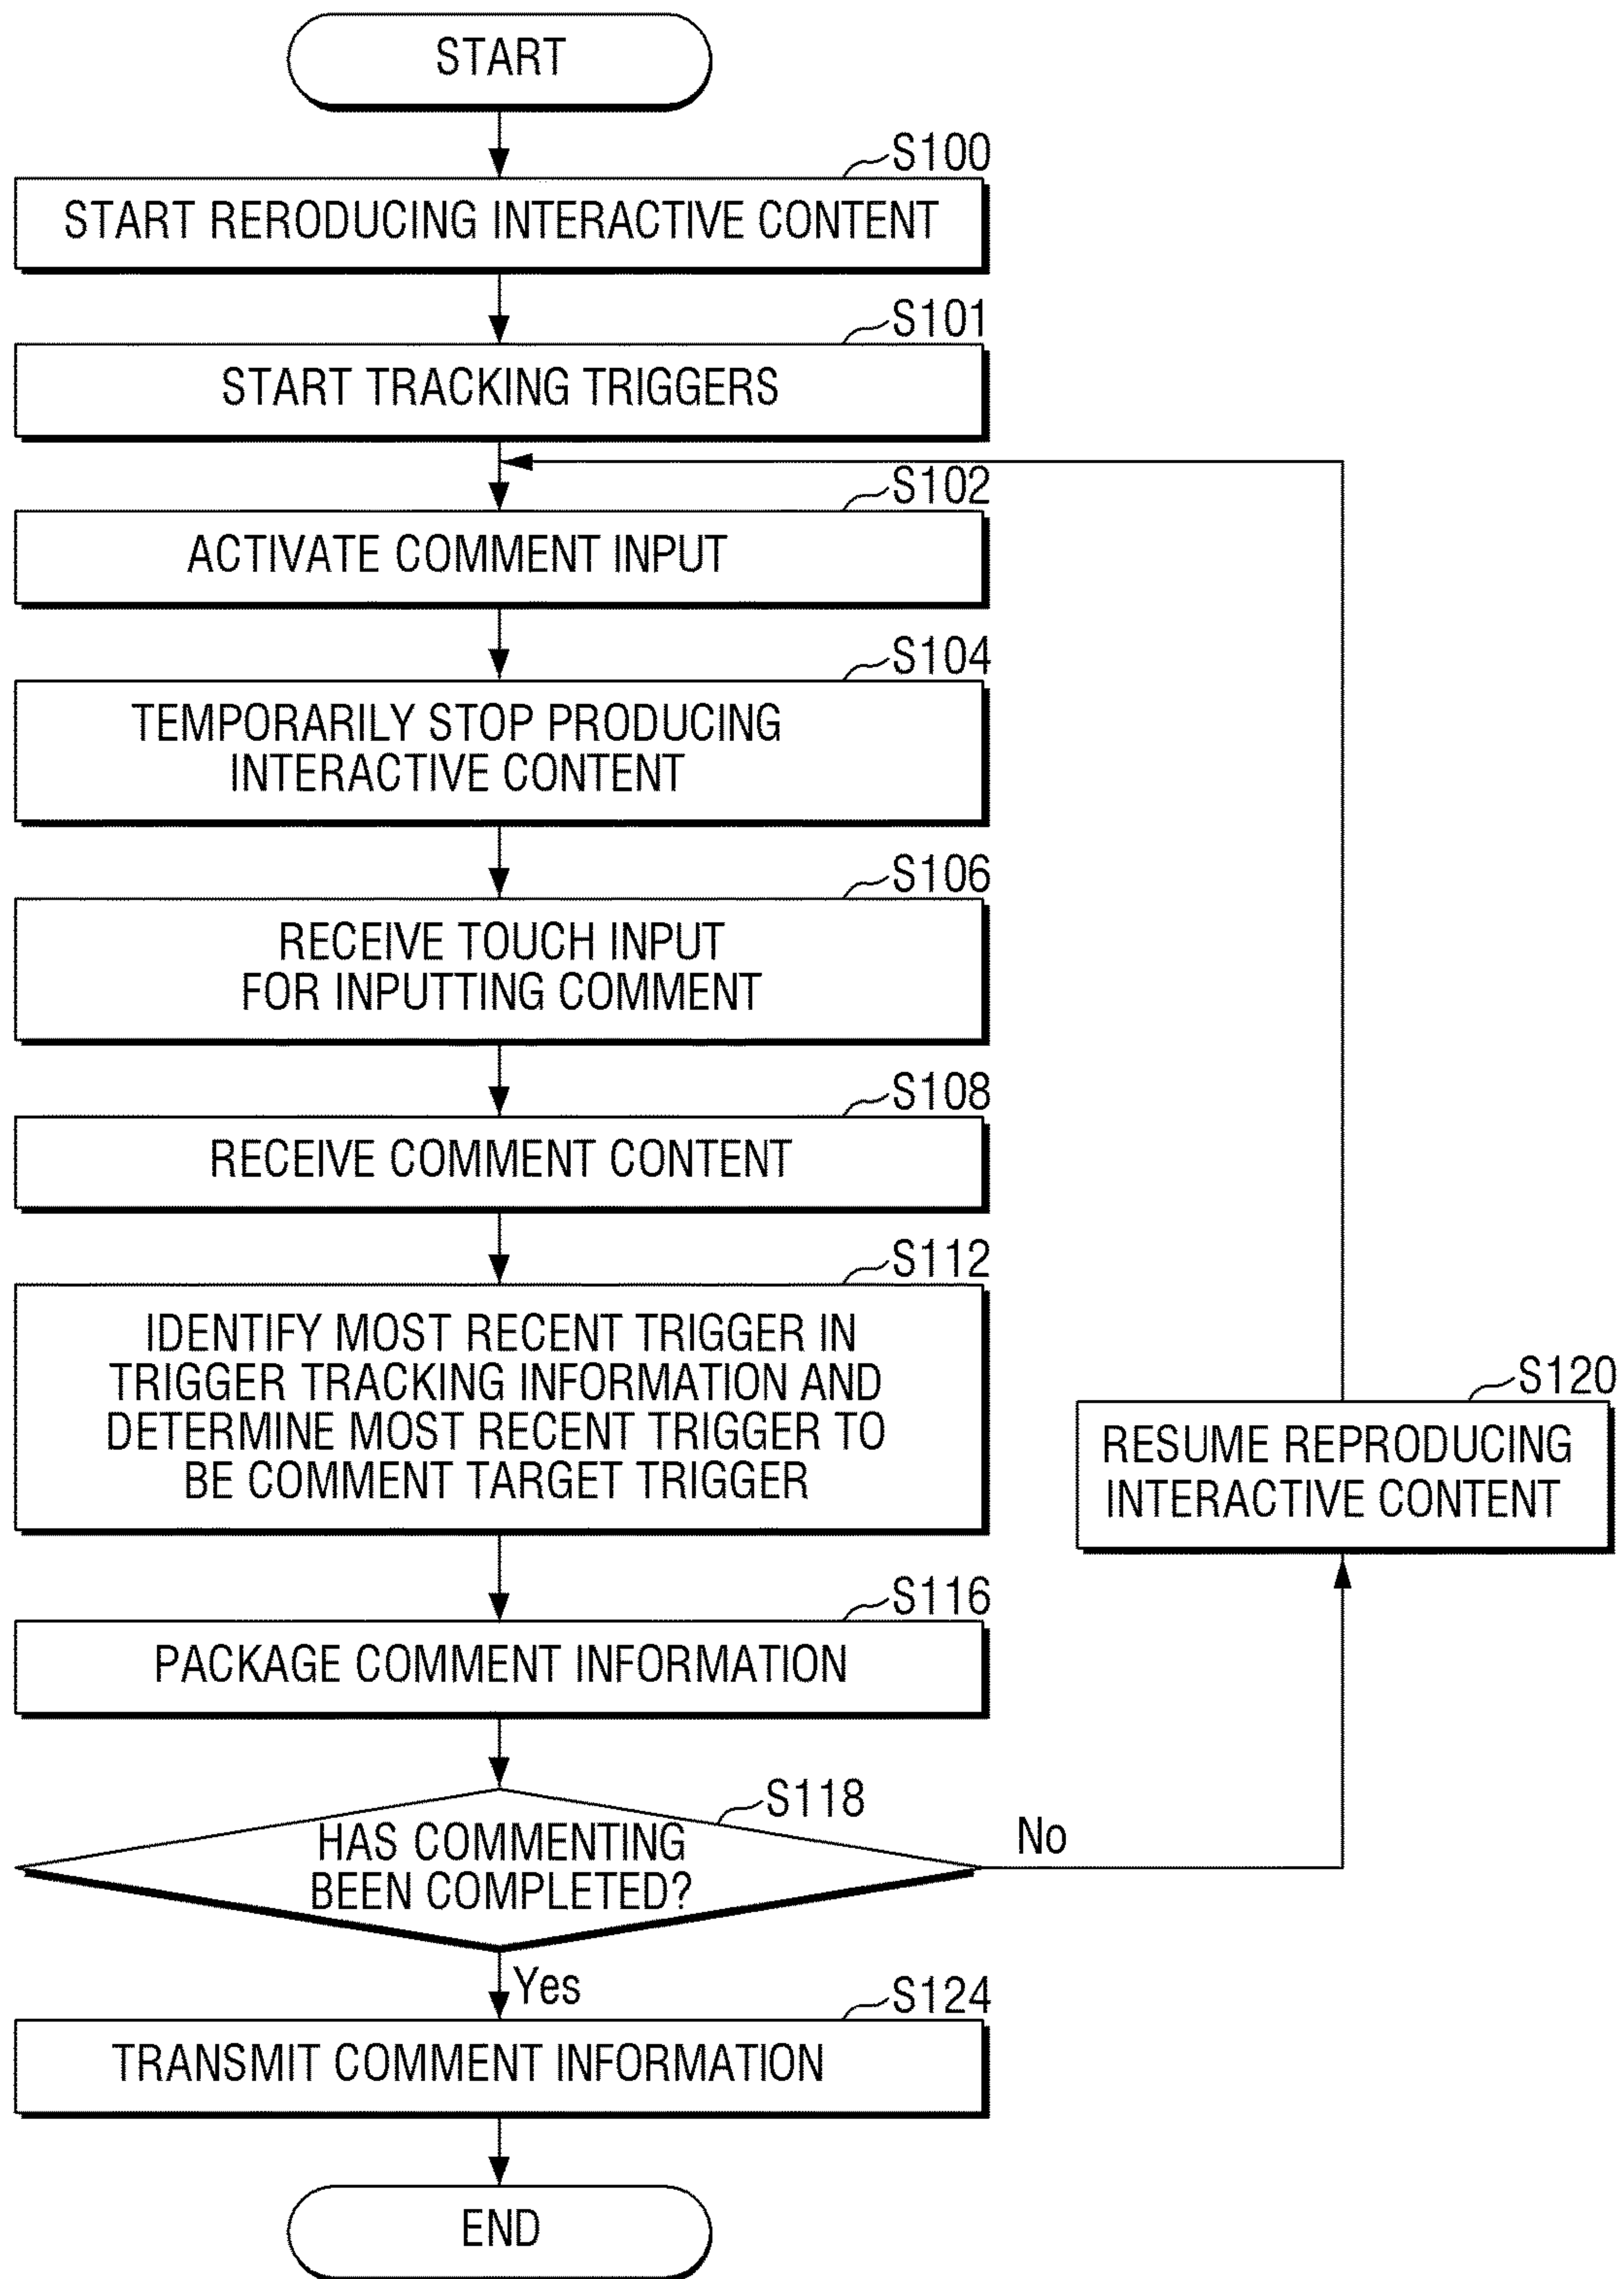 START
S100
START RERODUCING INTERACTIVE CONTENT
S101
START TRACKING TRIGGERS
S102
ACTIVATE COMMENT INPUT
S104
TEMPORARILY STOP PRODUCING
INTERACTIVE CONTENT
S106
RECEIVE TOUCH INPUT
FOR INPUTTING COMMENT
S108
RECEIVE COMMENT CONTENT
S112
IDENTIFY MOST RECENT TRIGGER IN
TRIGGER TRACKING INFORMATION AND
DETERMINE MOST RECENT TRIGGER TO
BE COMMENT TARGET TRIGGER
S120
RESUME REPRODUCING
INTERACTIVE CONTENT
S116
PACKAGE COMMENT INFORMATION
S118
HAS COMMENTING
BEEN COMPLETED?
No
Yes
S124
TRANSMIT COMMENT INFORMATION
END